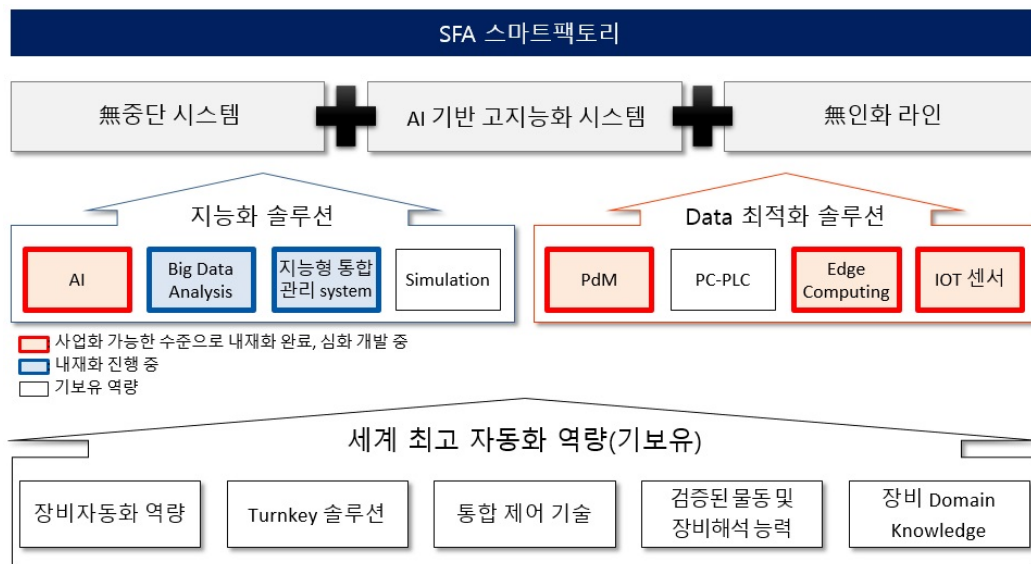 SFA 스마트팩토리
無중단 시스템
AI 기반 고지능화 시스템
無인화 라인
지능화 솔루션
AI
Big Data
Analysis
지능형 통합
관리 system
Simulation
Data 최적화 솔루션
PdM
PC-PLC
Edge
Computing
IOT 센서
사업화 가능한 수준으로 내재화 완료, 심화 개발 중
내재화 진행 중
기보유 역량
세계 최고 자동화 역량(기보유)
장비자동화 역량
Turnkey 솔루션
통합 제어 기술
검증된 물동 및
장비해석 능력
장비 Domain
Knowledge